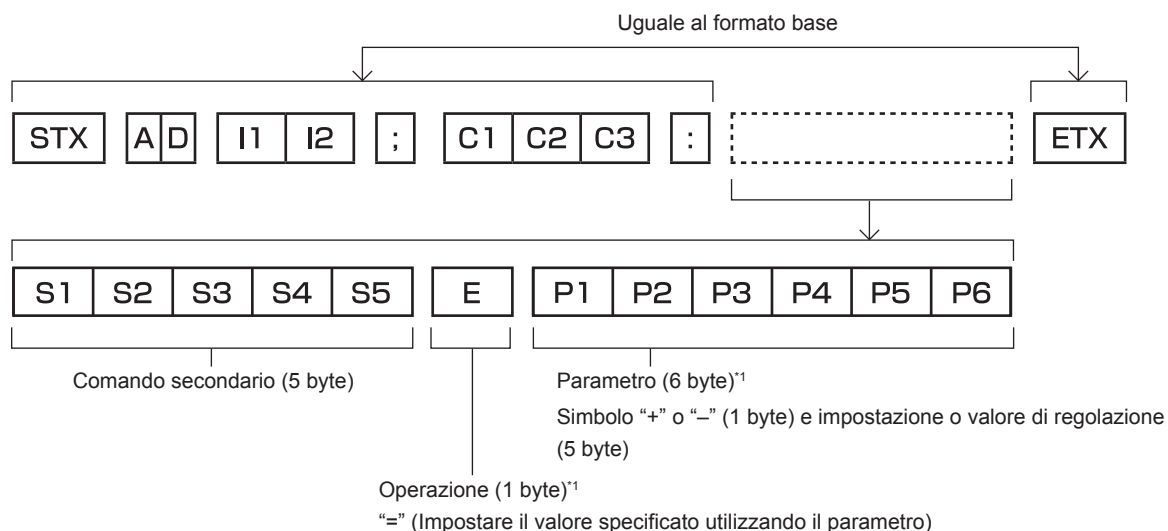 Uguale al formato base
STX A D I1 I2 ; C1 C2 C3 : ETX
S1 S2 S3 S4 S5 E P1 P2 P3 P4 P5 P6
Comando secondario (5 byte)
Parametro (6 byte)*1
Simbolo “+” o “–” (1 byte) e impostazione o valore di regolazione
(5 byte)
Operazione (1 byte)*1
“=” (Impostare il valore specificato utilizzando il parametro)